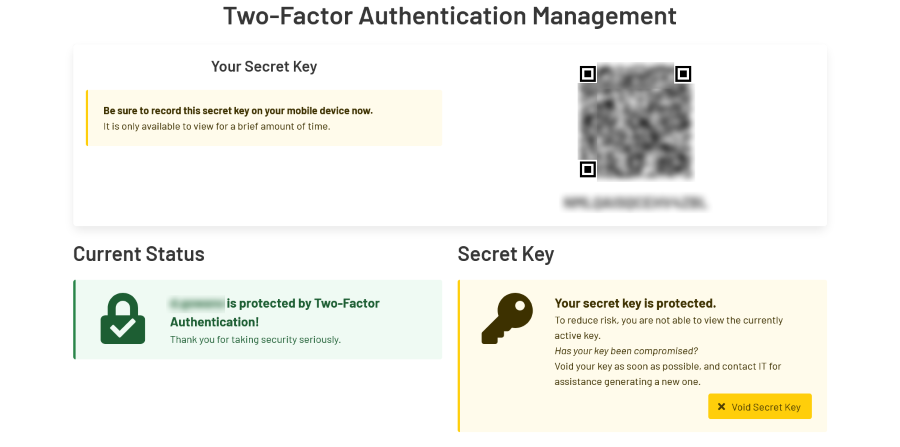 Two-Factor Authentication Management
Your Secret Key
Be sure to record this secret key on your mobile device now.
It is only available to view for a brief amount of time.
Current Status
is protected by Two-Factor
Authentication!
Thank you for taking security seriously.
Secret Key
Your secret key is protected.
To reduce risk, you are not able to view the currently
active key.
Has your key been compromised?
Void your key as soon as possible, and contact IT for
assistance generating a new one.
Void Secret Key